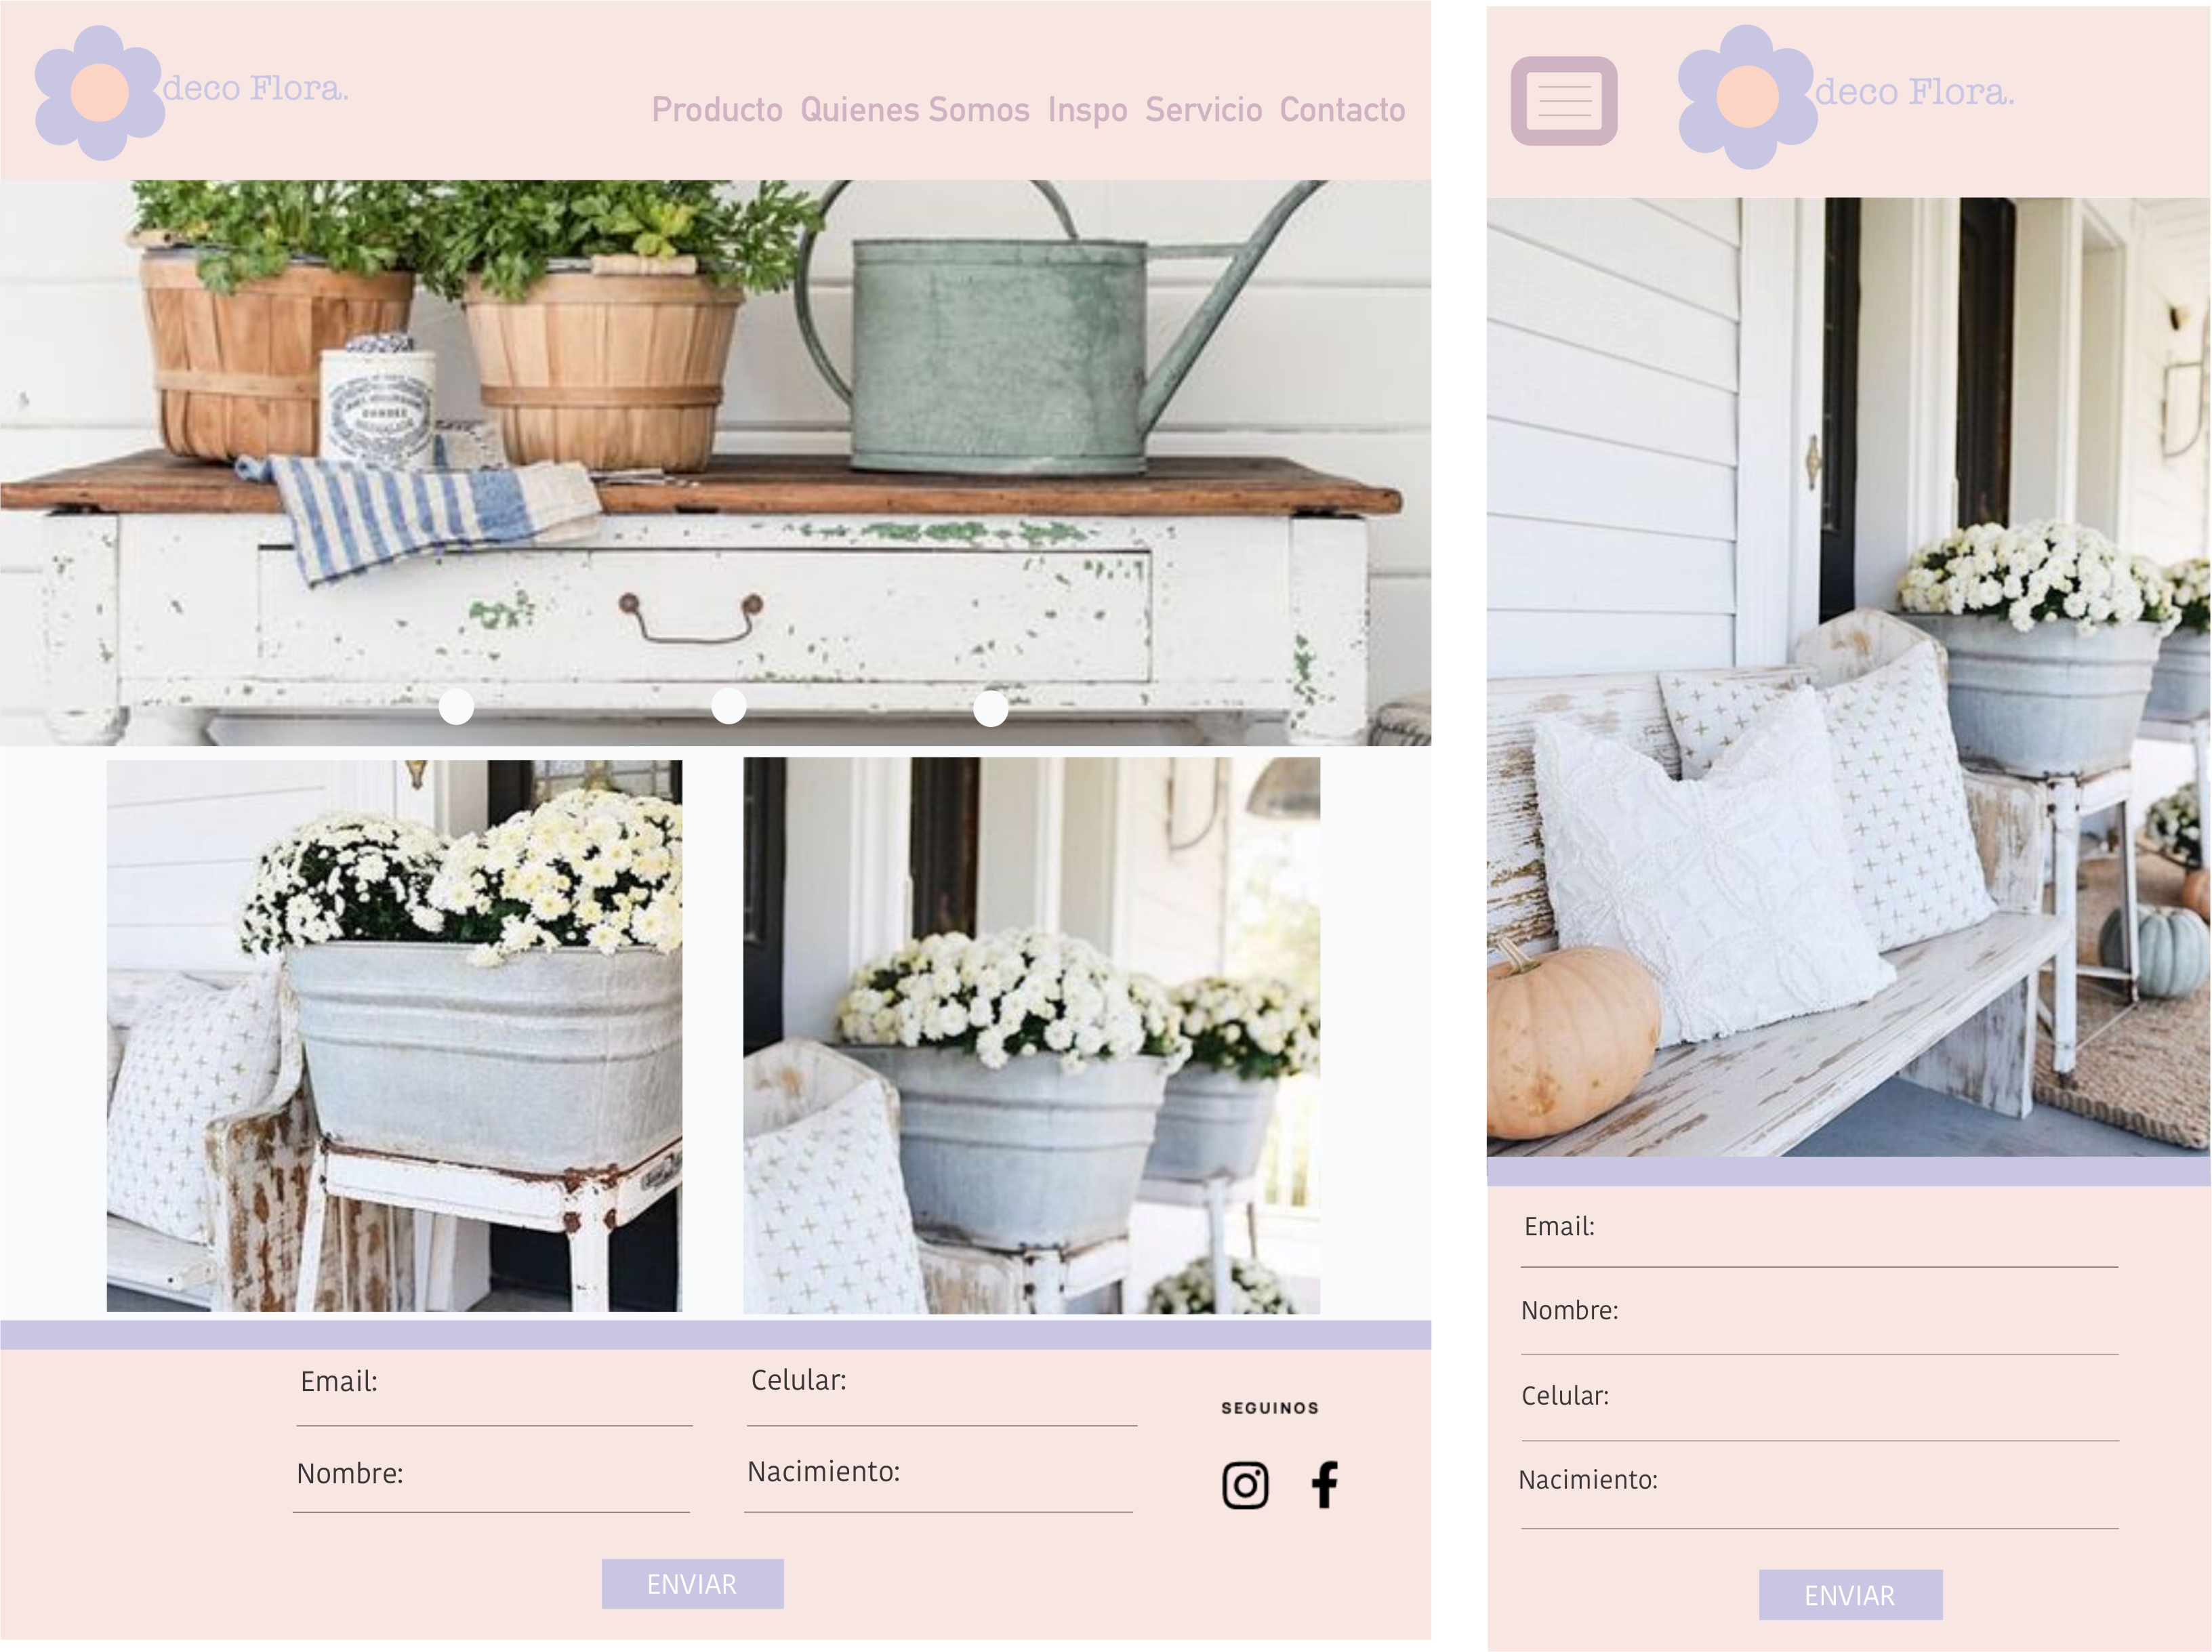 deco Flora.
Producto Quienes Somos Inspo Servicio Contacto
DUNDEE
Email:
Celular:
SEGUINOS
Nombre:
Nacimiento:
ENVIAR
deco Flora.
Email:
Nombre:
Celular:
Nacimiento:
ENVIAR